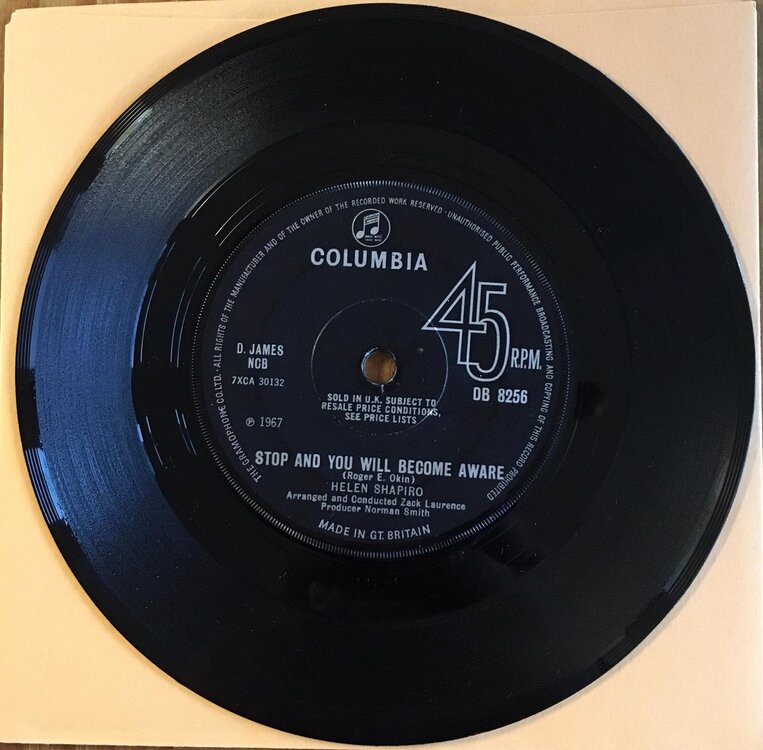 THE GRAMOPHONE CO. LTD. · ALL RIGHTS OF THE MANUFACTURER AND OF THE OWNER OF THE RECORDED WORK RESERVED · UNAUTHORISED PUBLIC PERFORMANCE BROADCASTING AND COPYING OF THIS RECORD PROHIBITED
COLUMBIA
45
R.P.M.
D. JAMES
NCB
7XCA 30132
DB 8256
SOLD IN U.K. SUBJECT TO
RESALE PRICE CONDITIONS,
SEE PRICE LISTS
℗ 1967
STOP AND YOU WILL BECOME AWARE
(Roger E. Okin)
HELEN SHAPIRO
Arranged and Conducted Zack Laurence
Producer Norman Smith
MADE IN GT. BRITAIN